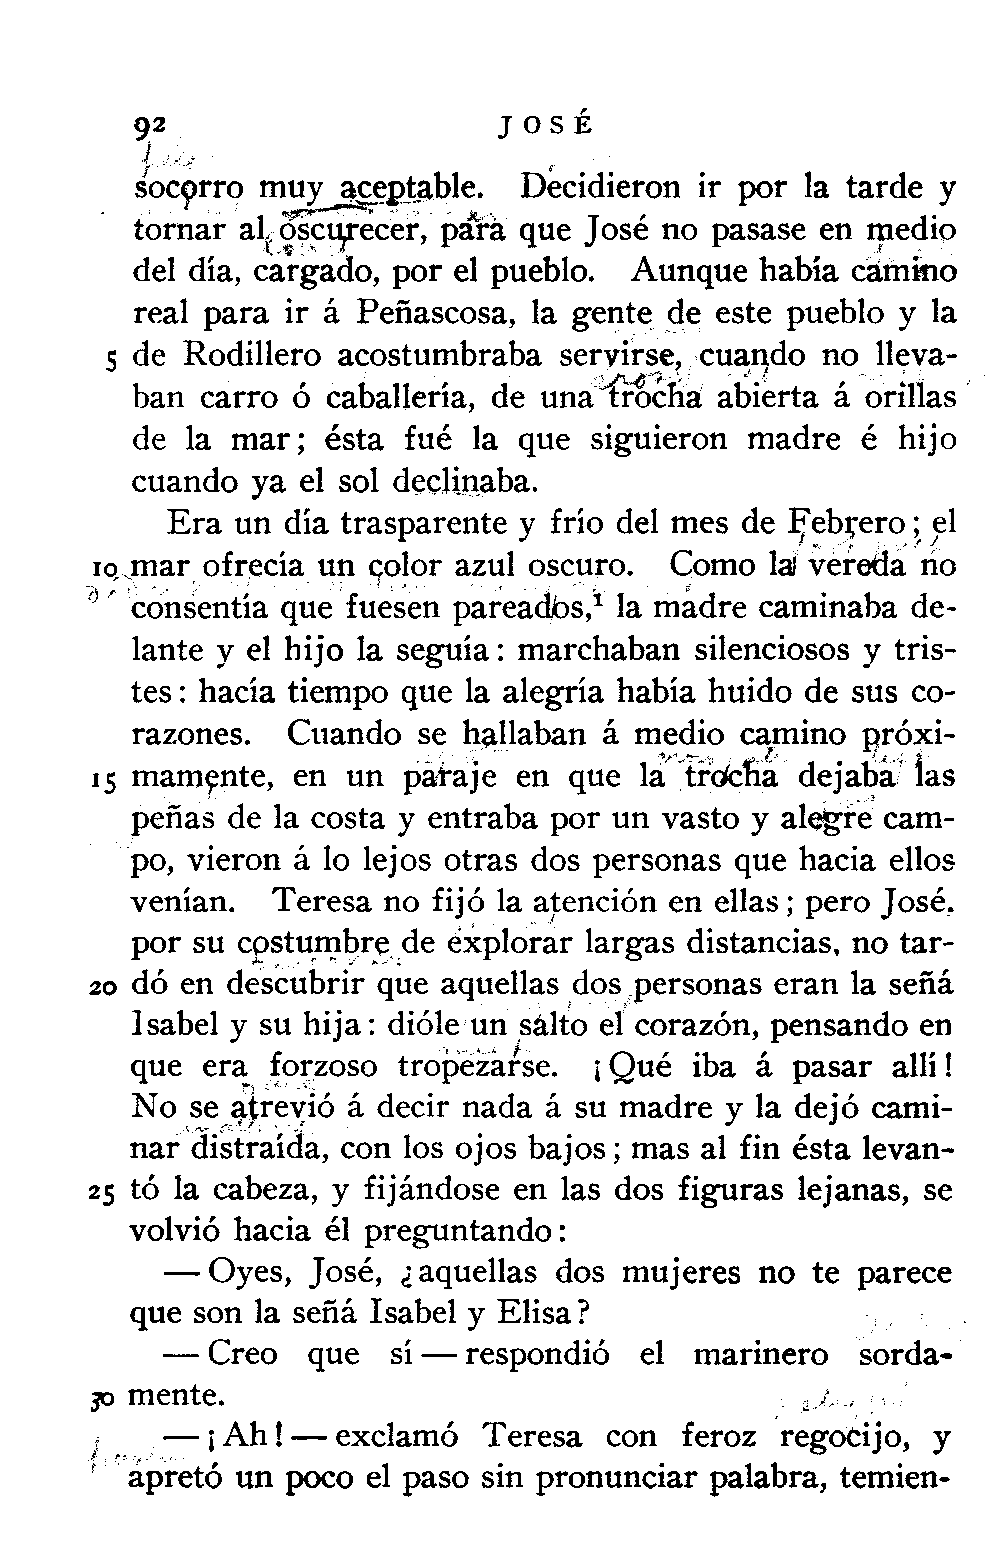 92 JOSÉ
socorro muy aceptable. Decidieron ir por la tarde y
tornar al oscurecer, para que José no pasase en medio
del día, cargado, por el pueblo. Aunque había camino
real para ir á Peñascosa, la gente de este pueblo y la
5 de Rodillero acostumbraba servirse, cuando no lleva-
ban carro ó caballería, de una trocha abierta á orillas
de la mar; ésta fué la que siguieron madre é hijo
cuando ya el sol declinaba.
Era un día trasparente y frío del mes de Febrero; el
10 mar ofrecía un color azul oscuro. Como la vereda no
consentía que fuesen pareados,¹ la madre caminaba de-
lante y el hijo la seguía: marchaban silenciosos y tris-
tes: hacía tiempo que la alegría había huido de sus co-
razones. Cuando se hallaban á medio camino próxi-
15 mamente, en un paraje en que la trocha dejaba las
peñas de la costa y entraba por un vasto y alegre cam-
po, vieron á lo lejos otras dos personas que hacia ellos
venían. Teresa no fijó la atención en ellas; pero José.
por su costumbre de explorar largas distancias, no tar-
20 dó en descubrir que aquellas dos personas eran la señá
Isabel y su hija: dióle un salto el corazón, pensando en
que era forzoso tropezarse. ¡Qué iba á pasar allí!
No se atrevió á decir nada á su madre y la dejó cami-
nar distraída, con los ojos bajos; mas al fin ésta levan-
25 tó la cabeza, y fijándose en las dos figuras lejanas, se
volvió hacia él preguntando:
— Oyes, José, ¿aquellas dos mujeres no te parece
que son la señá Isabel y Elisa?
— Creo que sí — respondió el marinero sorda-
30 mente.
— ¡Ah! — exclamó Teresa con feroz regocijo, y
apretó un poco el paso sin pronunciar palabra, temien-